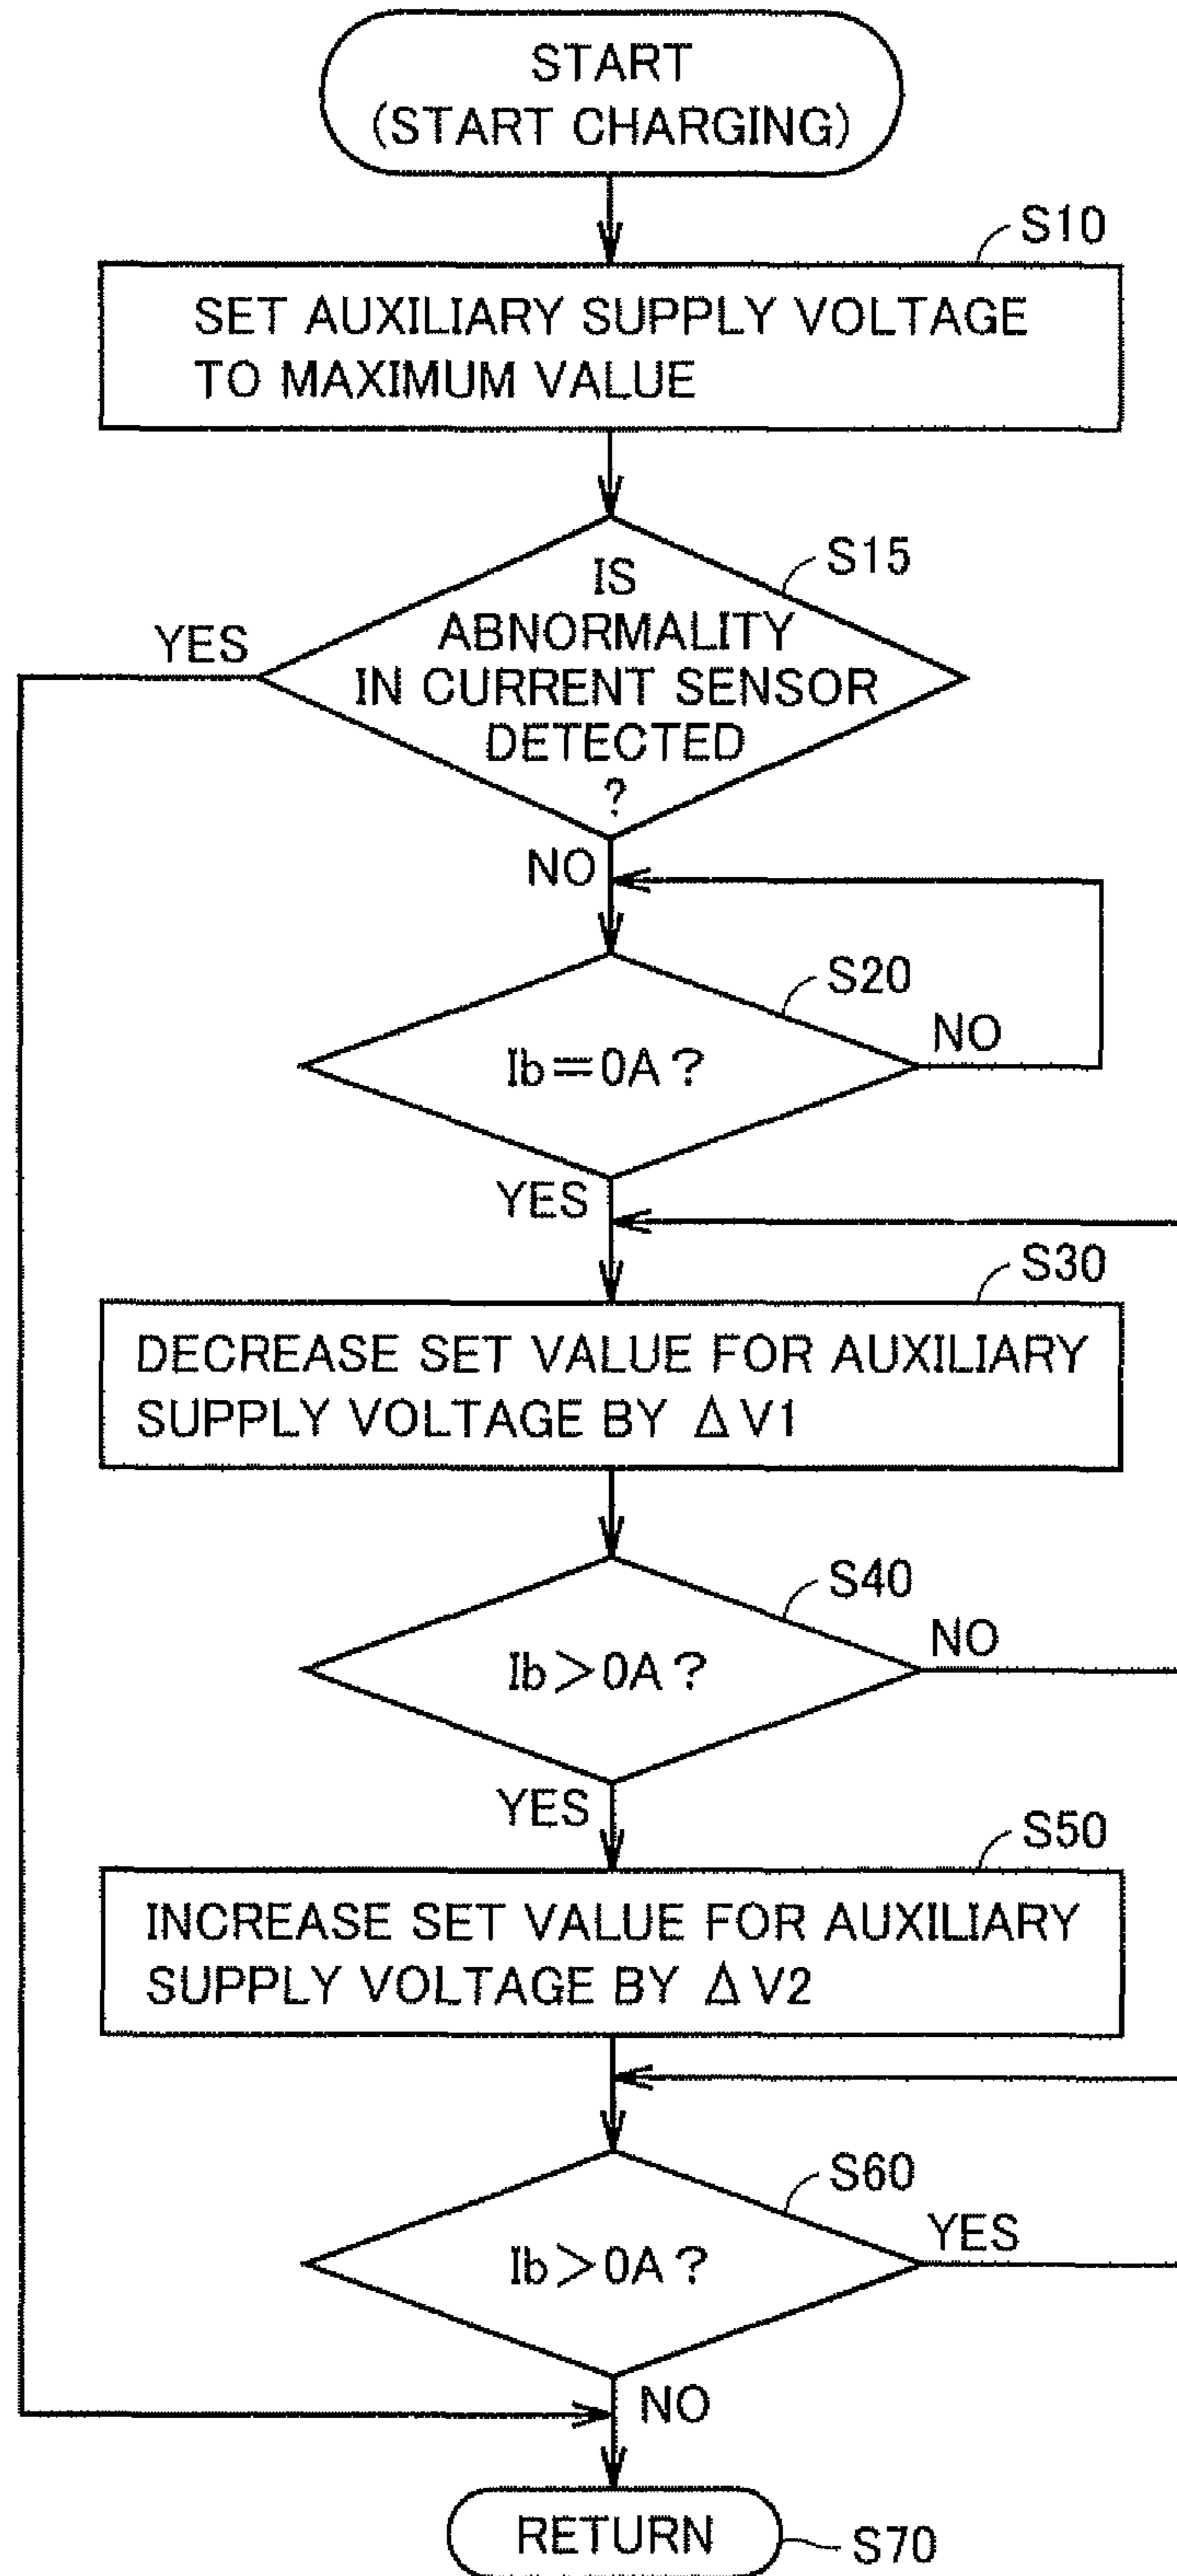 START
(START CHARGING)
S10
SET AUXILIARY SUPPLY VOLTAGE
TO MAXIMUM VALUE
S15
IS
ABNORMALITY
IN CURRENT SENSOR
DETECTED
?
YES
NO
S20
Ib=0A?
NO
YES
S30
DECREASE SET VALUE FOR AUXILIARY
SUPPLY VOLTAGE BY ΔV1
S40
Ib>0A?
NO
YES
S50
INCREASE SET VALUE FOR AUXILIARY
SUPPLY VOLTAGE BY ΔV2
S60
Ib>0A?
YES
NO
RETURN
S70